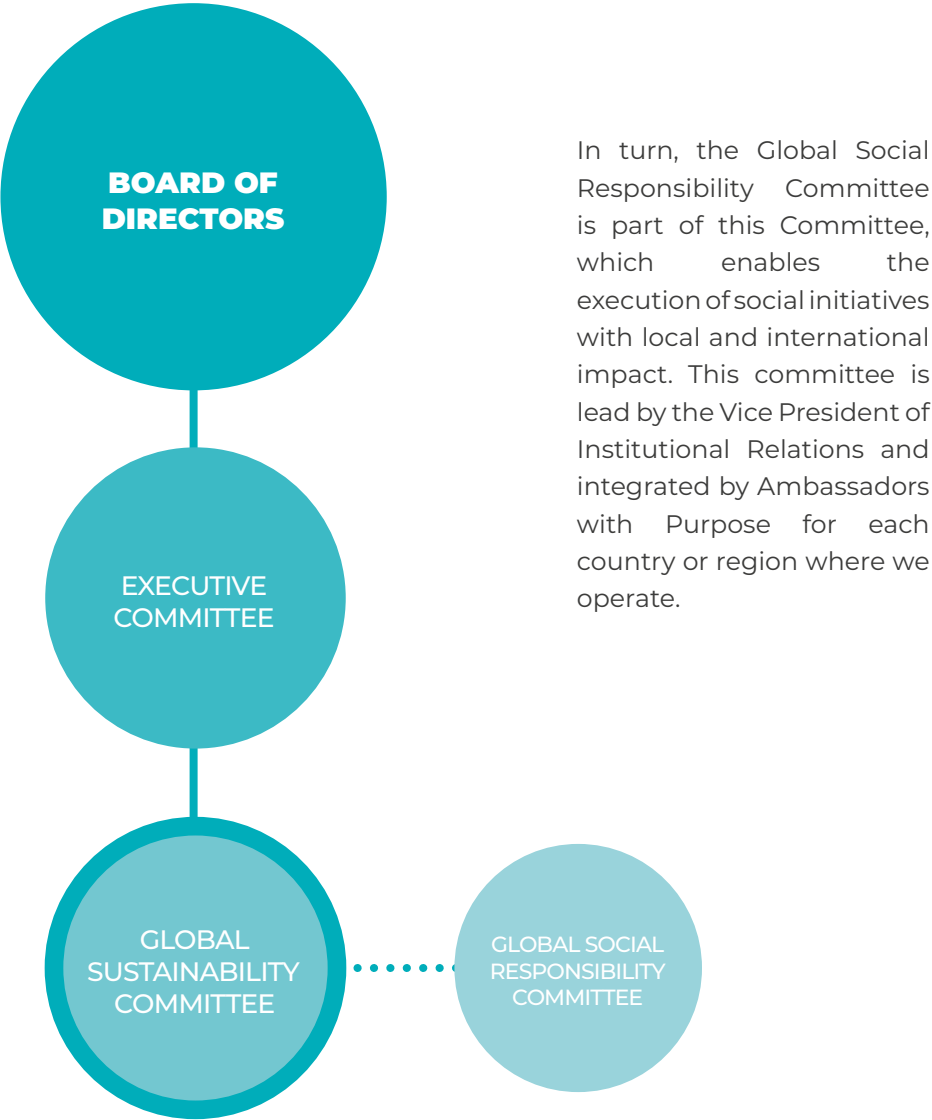 BOARD OF
DIRECTORS
In turn, the Global Social
Responsibility Committee
is part of this Committee,
which enables the
execution of social initiatives
with local and international
impact. This committee is
lead by the Vice President of
Institutional Relations and
integrated by Ambassadors
with Purpose for each
country or region where we
operate.
EXECUTIVE
COMMITTEE
GLOBAL
SUSTAINABILITY
COMMITTEE
GLOBAL SOCIAL
RESPONSIBILITY
COMMITTEE